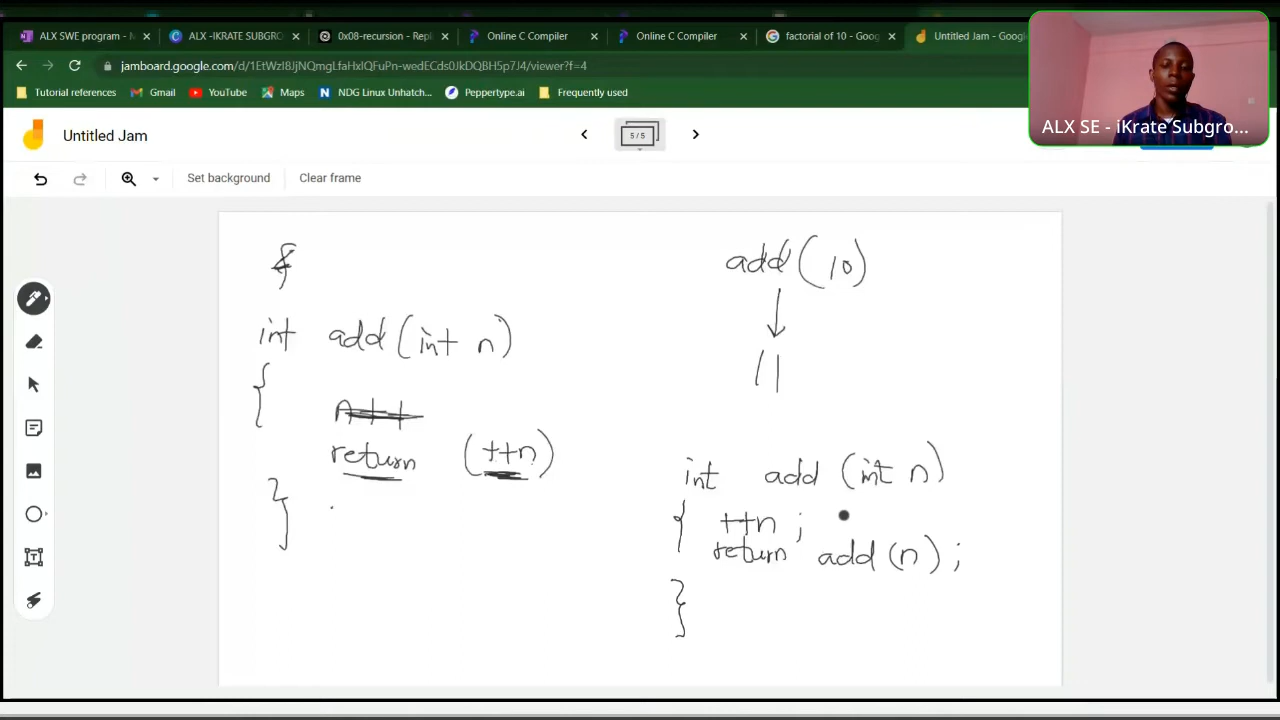 ALX SWE program - N
ALX -IKRATE SUBGRO
0x08-recursion - Repl
Online C Compiler
Online C Compiler
factorial of 10 - Goog
Untitled Jam - Google
jamboard.google.com/d/1EtWzI8JjNQmgLfaHxIQFuPn-wedECds0JkDQBH5p7J4/viewer?f=4
Tutorial references
Gmail
YouTube
Maps
NDG Linux Unhatch...
Peppertype.ai
Frequently used
ALX SE - iKrate Subgro...
Untitled Jam
5/5
Set background
Clear frame
int add(int n)
{
n++
return (++n)
}
add(10)
11
int add (int n)
{ ++n ;
return add(n) ;
}